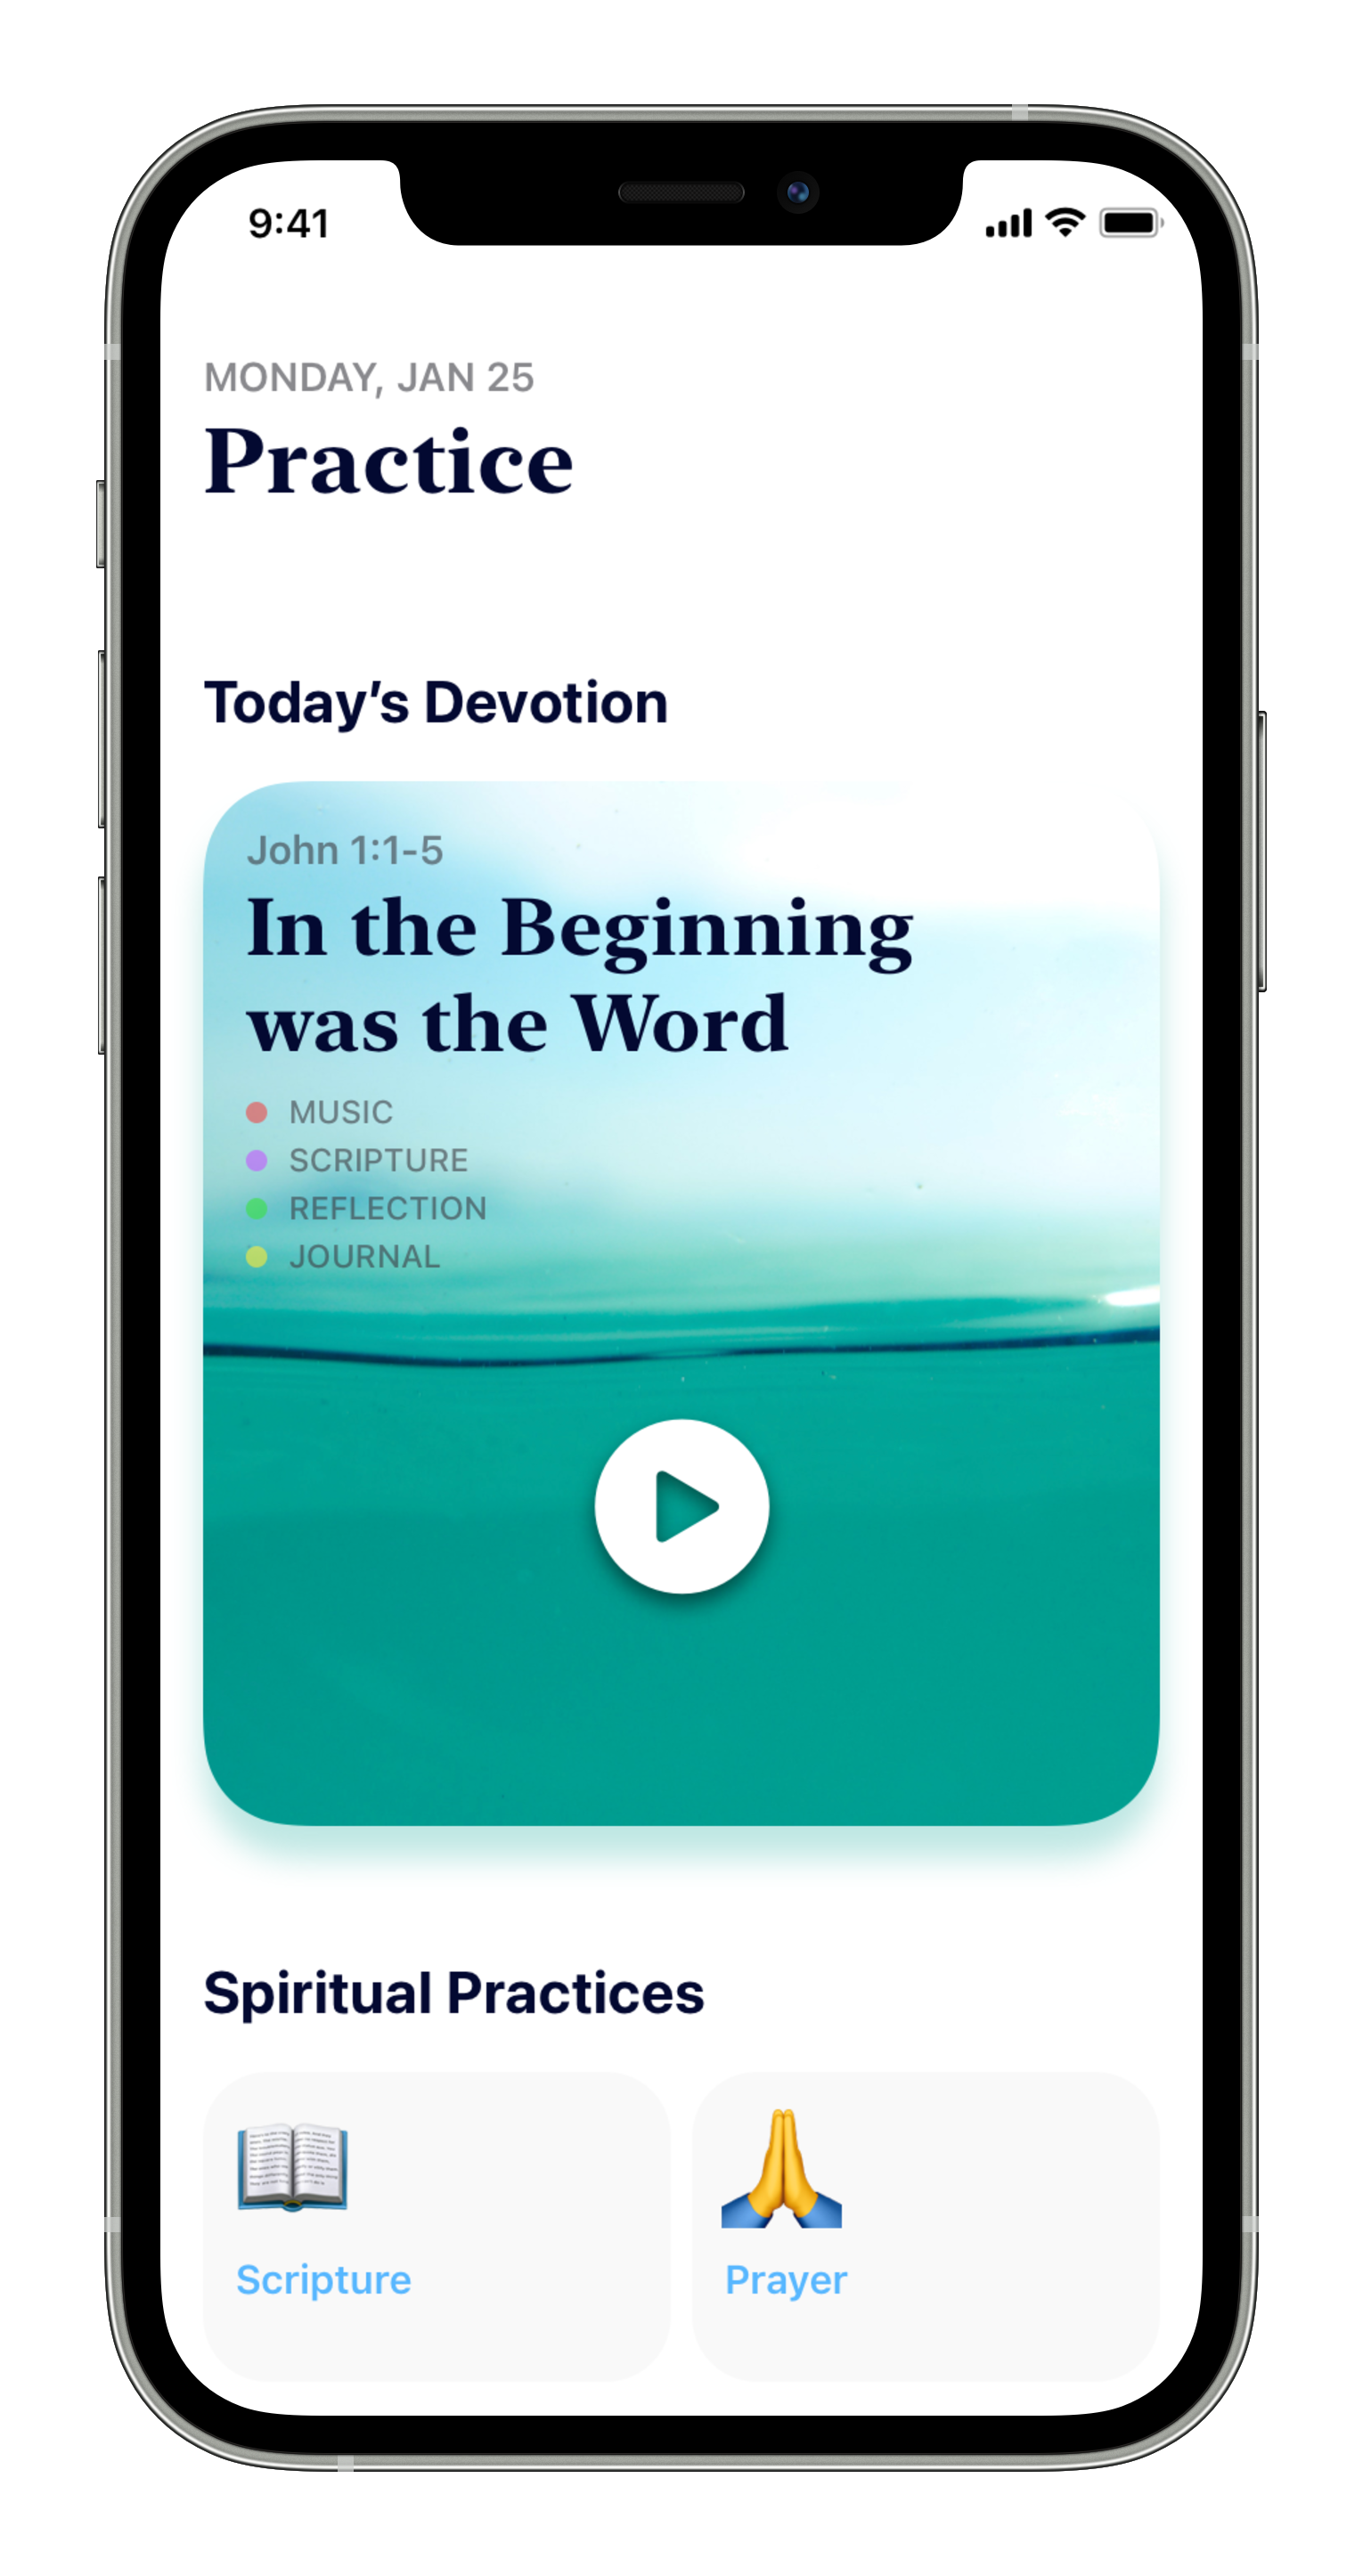 9:41
MONDAY, JAN 25
Practice
Today’s Devotion
John 1:1-5
In the Beginning
was the Word
MUSIC
SCRIPTURE
REFLECTION
JOURNAL
Spiritual Practices
Scripture
Prayer